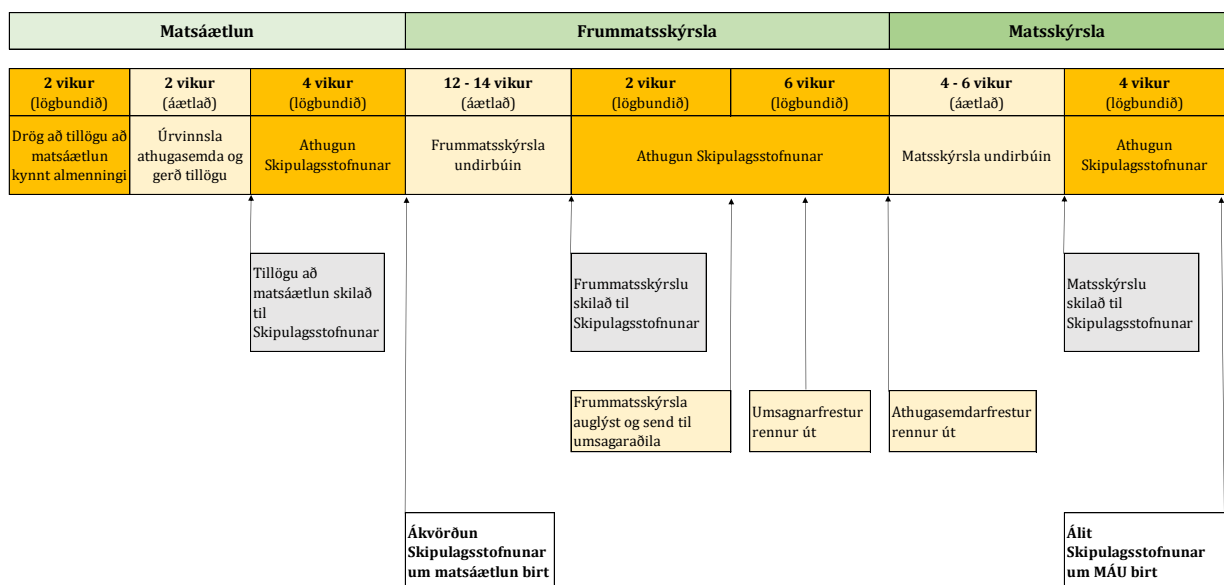 Matsáætlun
Frummatsskýrsla
Matsskýrsla
2 vikur
(lögbundið)
2 vikur
(áætlað)
4 vikur
(lögbundið)
12 - 14 vikur
(áætlað)
2 vikur
(lögbundið)
6 vikur
(lögbundið)
4 - 6 vikur
(áætlað)
4 vikur
(lögbundið)
Drög að tillögu að
matsáætlun
kynnt almenningi
Úrvinnsla
athugasemda og
gerð tillögu
Athugun
Skipulagsstofnunar
Frummatsskýrsla
undirbúin
Athugun Skipulagsstofnunar
Matsskýrsla undirbúin
Athugun
Skipulagsstofnunar
Tillögu að
matsáætlun skilað
til
Skipulagsstofnunar
Frummatsskýrslu
skilað til
Skipulagsstofnunar
Matsskýrslu
skilað til
Skipulagsstofnunar
Frummatsskýrsla
auglýst og send til
umsagaraðila
Umsagnarfrestur
rennur út
Athugasemdarfrestur
rennur út
Ákvörðun
Skipulagsstofnunar
um matsáætlun birt
Álit
Skipulagsstofnunar
um MÁU birt